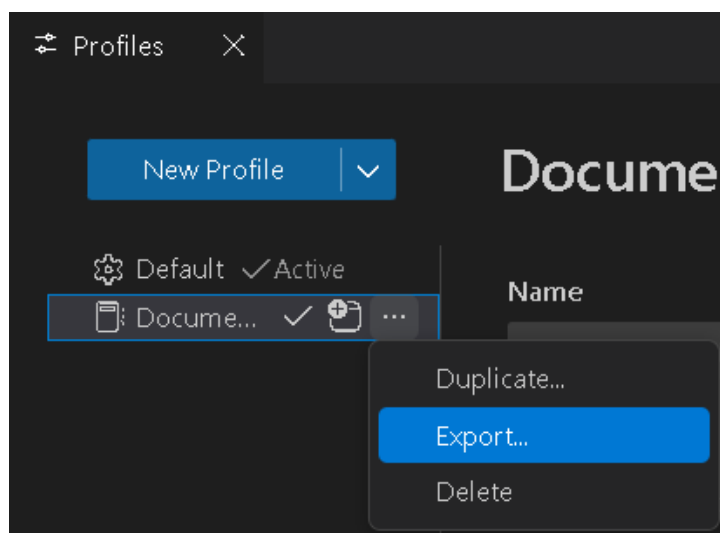 Profiles
New Profile
Docume
Default Active
Name
Docume... ...
Duplicate...
Export...
Delete